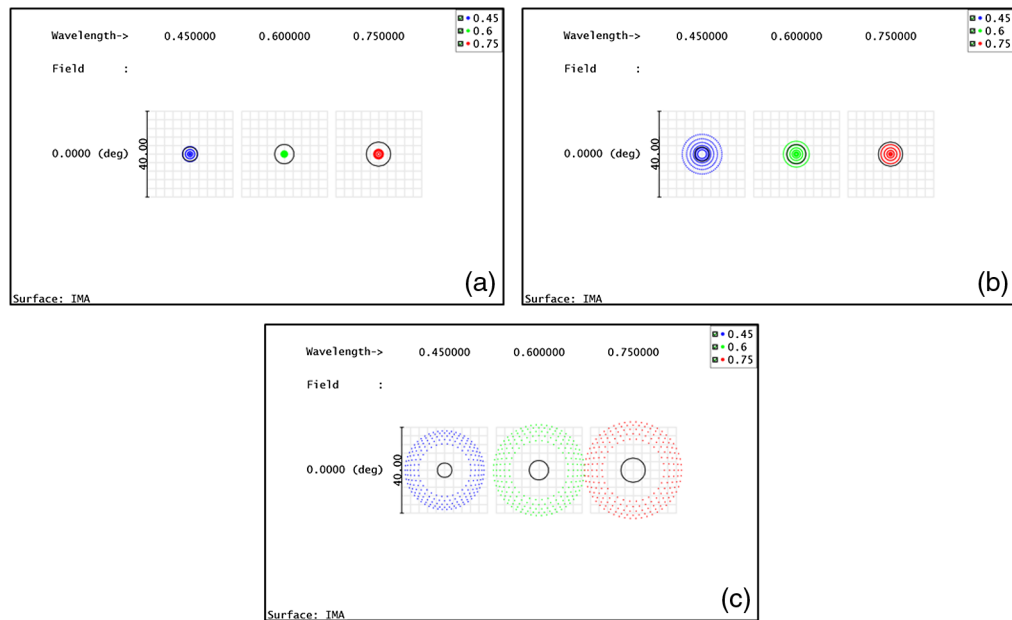 Wavelength-> 0.450000 0.600000 0.750000
0.45
0.6
0.75
Field :
0.0000 (deg)
40.00
Surface: IMA
(a)
Wavelength-> 0.450000 0.600000 0.750000
0.45
0.6
0.75
Field :
0.0000 (deg)
40.00
Surface: IMA
(b)
Wavelength-> 0.450000 0.600000 0.750000
0.45
0.6
0.75
Field :
0.0000 (deg)
40.00
Surface: IMA
(c)